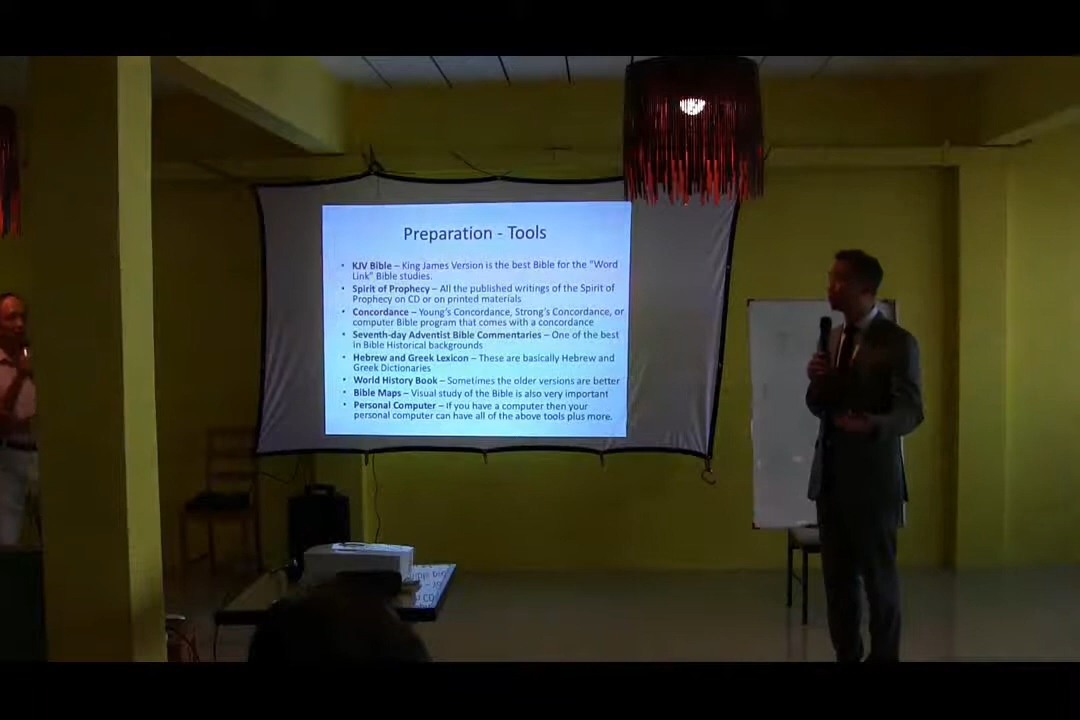 Preparation - Tools
• KJV Bible – King James Version is the best Bible for the "Word
Link" Bible studies.
• Spirit of Prophecy – All the published writings of the Spirit of
Prophecy on CD or on printed materials
• Concordance – Young's Concordance, Strong's Concordance, or
computer Bible program that comes with a concordance
• Seventh-day Adventist Bible Commentaries – One of the best
in Bible Historical backgrounds
• Hebrew and Greek Lexicon – These are basically Hebrew and
Greek Dictionaries
• World History Book – Sometimes the older versions are better
• Bible Maps – Visual study of the Bible is also very important
• Personal Computer – If you have a computer then your
personal computer can have all of the above tools plus more.
CD